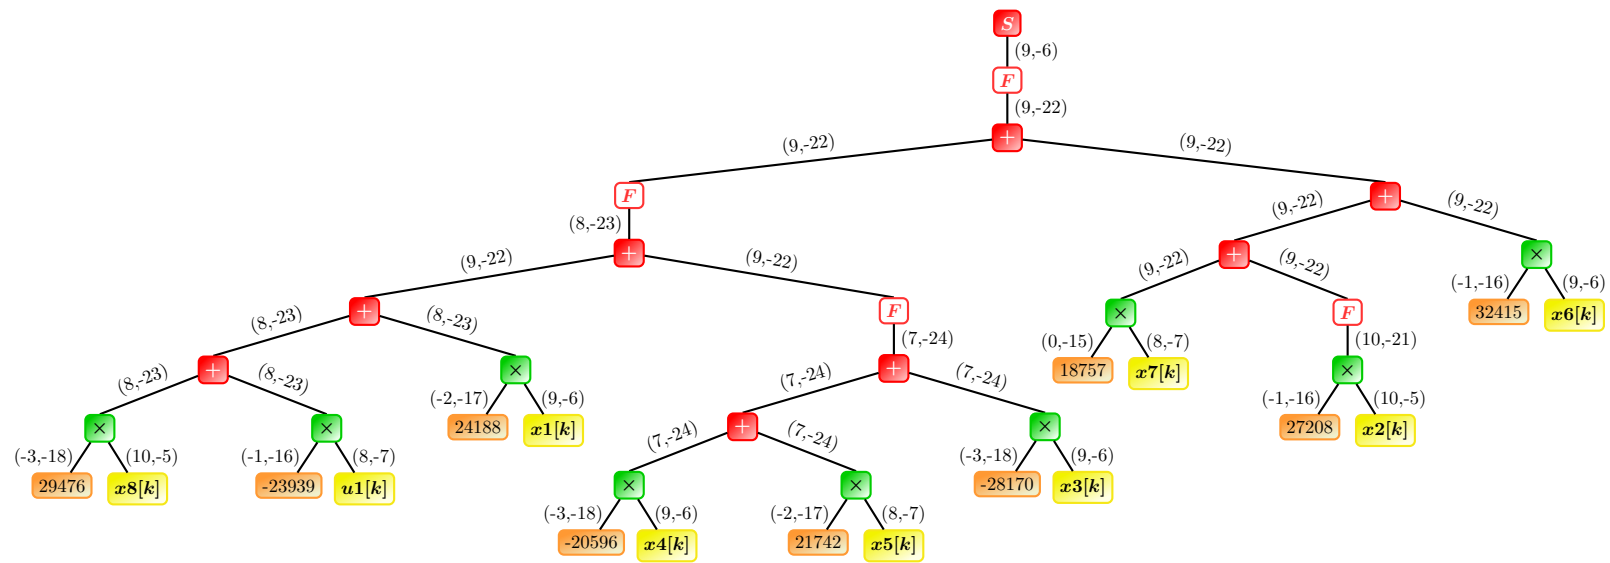 S
(9,-6)
F
(9,-22)
+
(9,-22) (9,-22)
F +
(8,-23) (9,-22) (9,-22)
+ + ×
(9,-22) (9,-22) (9,-22) (9,-22) (-1,-16) (9,-6)
+ F × F 32415 x6[k]
(8,-23) (8,-23) (7,-24) (0,-15) (8,-7) (10,-21)
+ × + 18757 x7[k] ×
(8,-23) (8,-23) (-2,-17) (9,-6) (7,-24) (7,-24) (-1,-16) (10,-5)
× × 24188 x1[k] + × 27208 x2[k]
(-3,-18) (10,-5) (-1,-16) (8,-7) (7,-24) (7,-24) (-3,-18) (9,-6)
29476 x8[k] -23939 u1[k] × × -28170 x3[k]
(-3,-18) (9,-6) (-2,-17) (8,-7)
-20596 x4[k] 21742 x5[k]